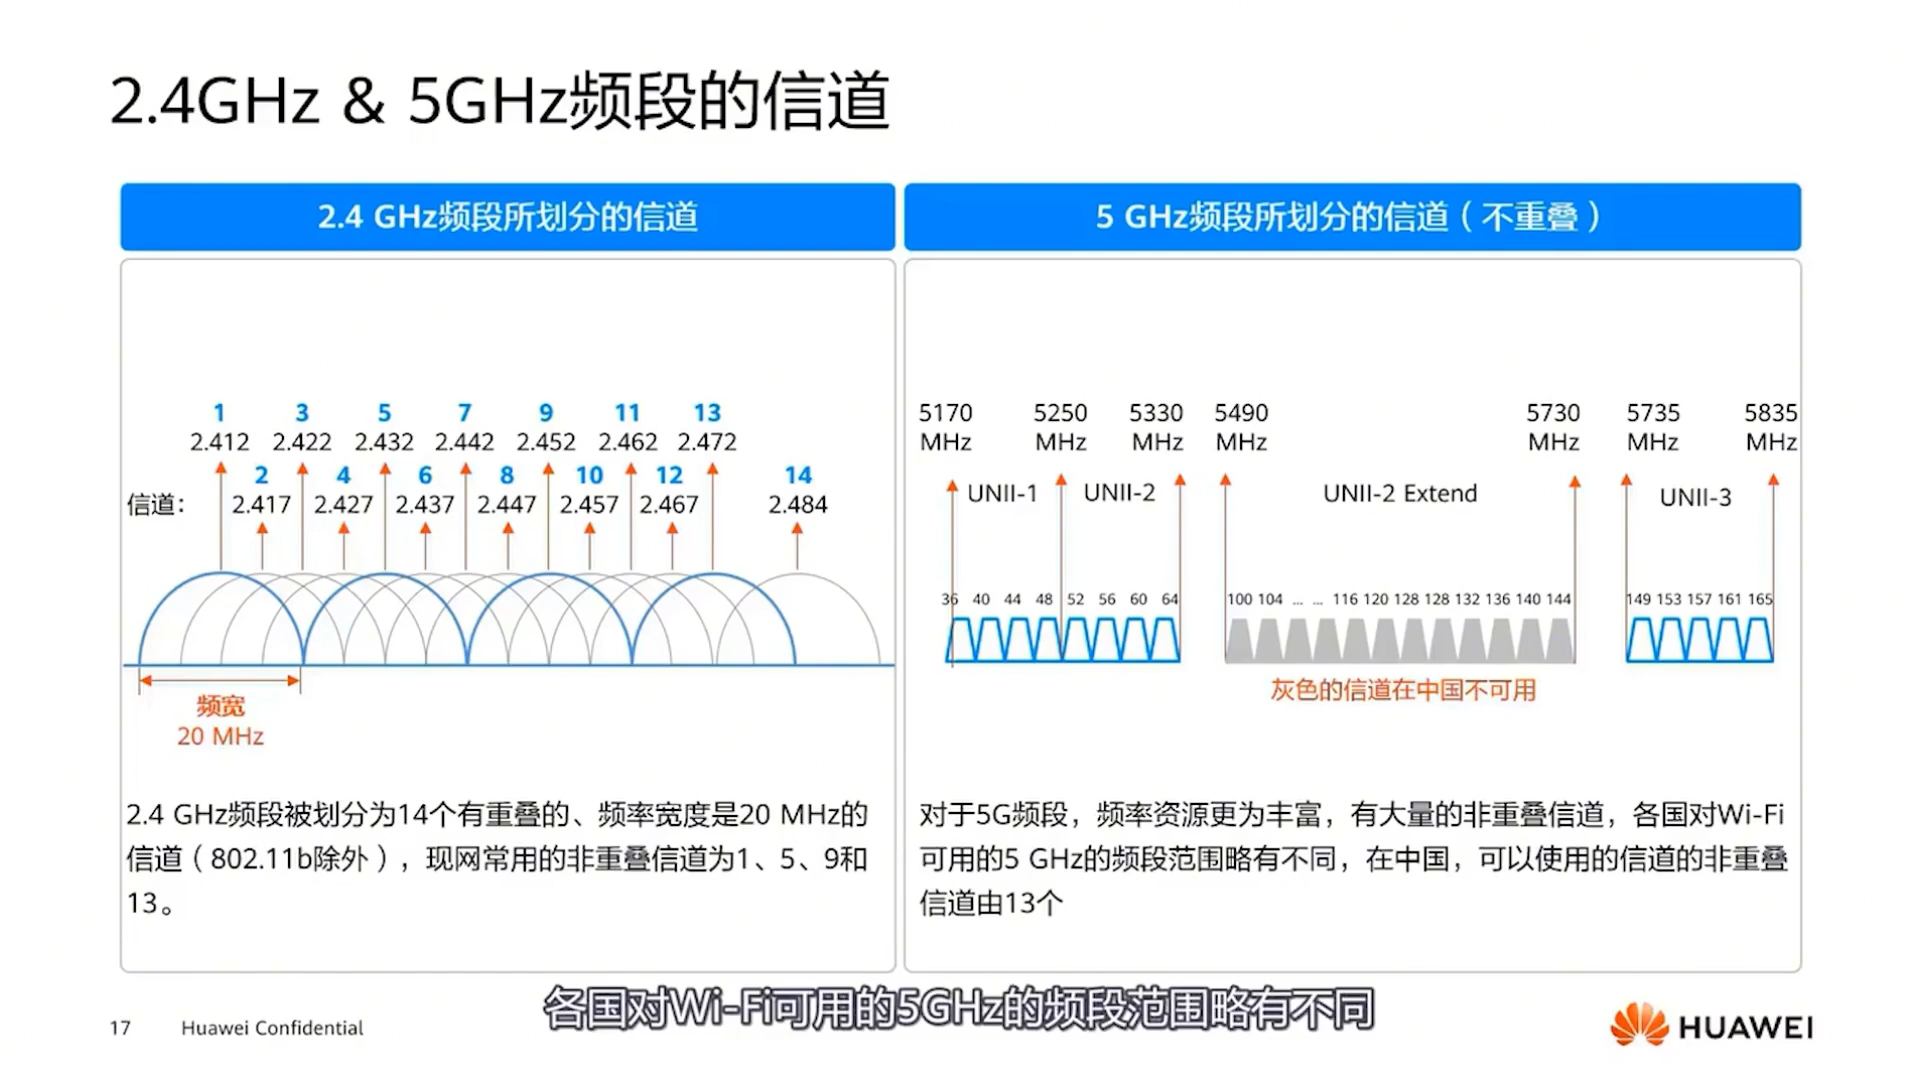 2.4GHz & 5GHz频段的信道
2.4 GHz频段所划分的信道
1 3 5 7 9 11 13
2.412 2.422 2.432 2.442 2.452 2.462 2.472
2 4 6 8 10 12 14
信道： 2.417 2.427 2.437 2.447 2.457 2.467 2.484
频宽
20 MHz
2.4 GHz频段被划分为14个有重叠的、频率宽度是20 MHz的
信道（802.11b除外），现网常用的非重叠信道为1、5、9和
13。
5 GHz频段所划分的信道（不重叠）
5170 5250 5330 5490 5730 5735 5835
MHz MHz MHz MHz MHz MHz MHz
UNII-1 UNII-2 UNII-2 Extend UNII-3
36 40 44 48 52 56 60 64 100 104 ... ... 116 120 128 128 132 136 140 144 149 153 157 161 165
灰色的信道在中国不可用
对于5G频段，频率资源更为丰富，有大量的非重叠信道，各国对Wi-Fi
可用的5 GHz的频段范围略有不同，在中国，可以使用的信道的非重叠
信道由13个
各国对Wi-Fi可用的5GHz的频段范围略有不同
17 Huawei Confidential
HUAWEI